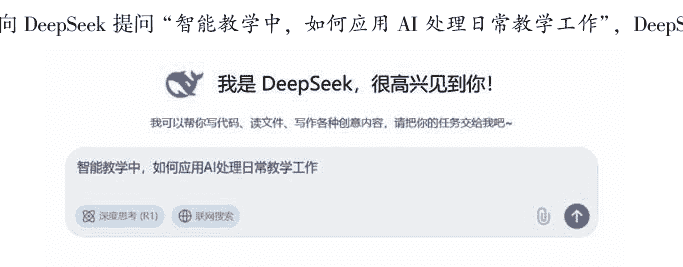 向 DeepSeek 提问“智能教学中，如何应用 AI 处理日常教学工作”，DeepS
我是 DeepSeek，很高兴见到你！
我可以帮你写代码、读文件、写作各种创意内容，请把你的任务交给我吧~
智能教学中，如何应用AI处理日常教学工作
深度思考 (R1) 联网搜索